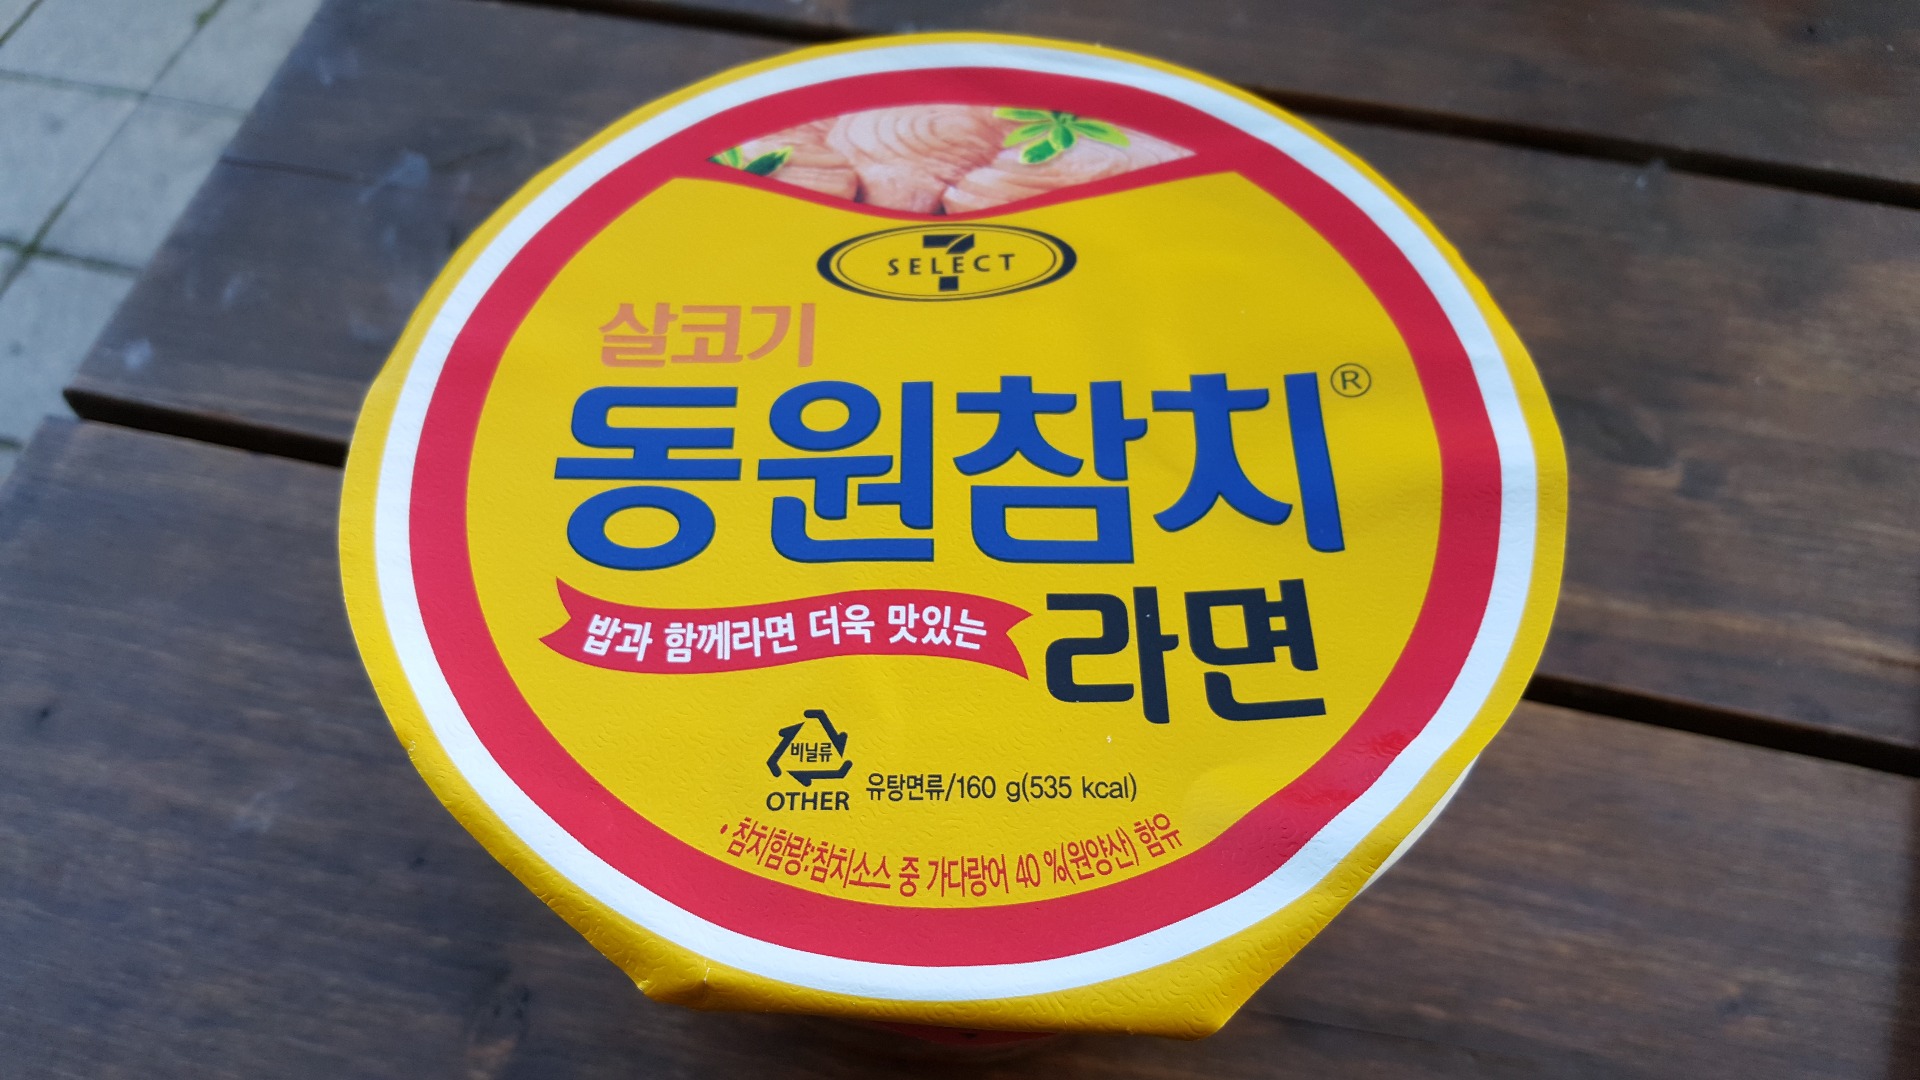 7
SELECT
살코기
동원참치®
밥과 함께라면 더욱 맛있는
라면
비닐류
OTHER
유탕면류/160 g(535 kcal)
• 참치함량:참치소스 중 가다랑어 40 %(원양산) 함유